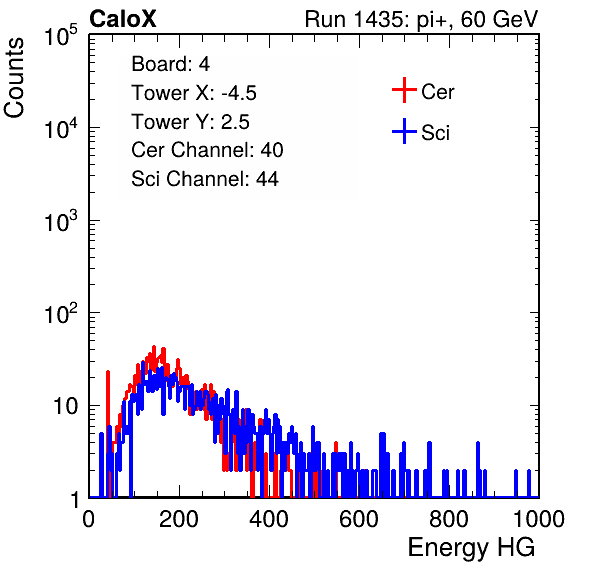 CaloX Run 1435: pi+, 60 GeV
Counts
Board: 4
Tower X: -4.5
Tower Y: 2.5
Cer Channel: 40
Sci Channel: 44
Cer
Sci
10^5
10^4
10^3
10^2
10
1
0 200 400 600 800 1000
Energy HG